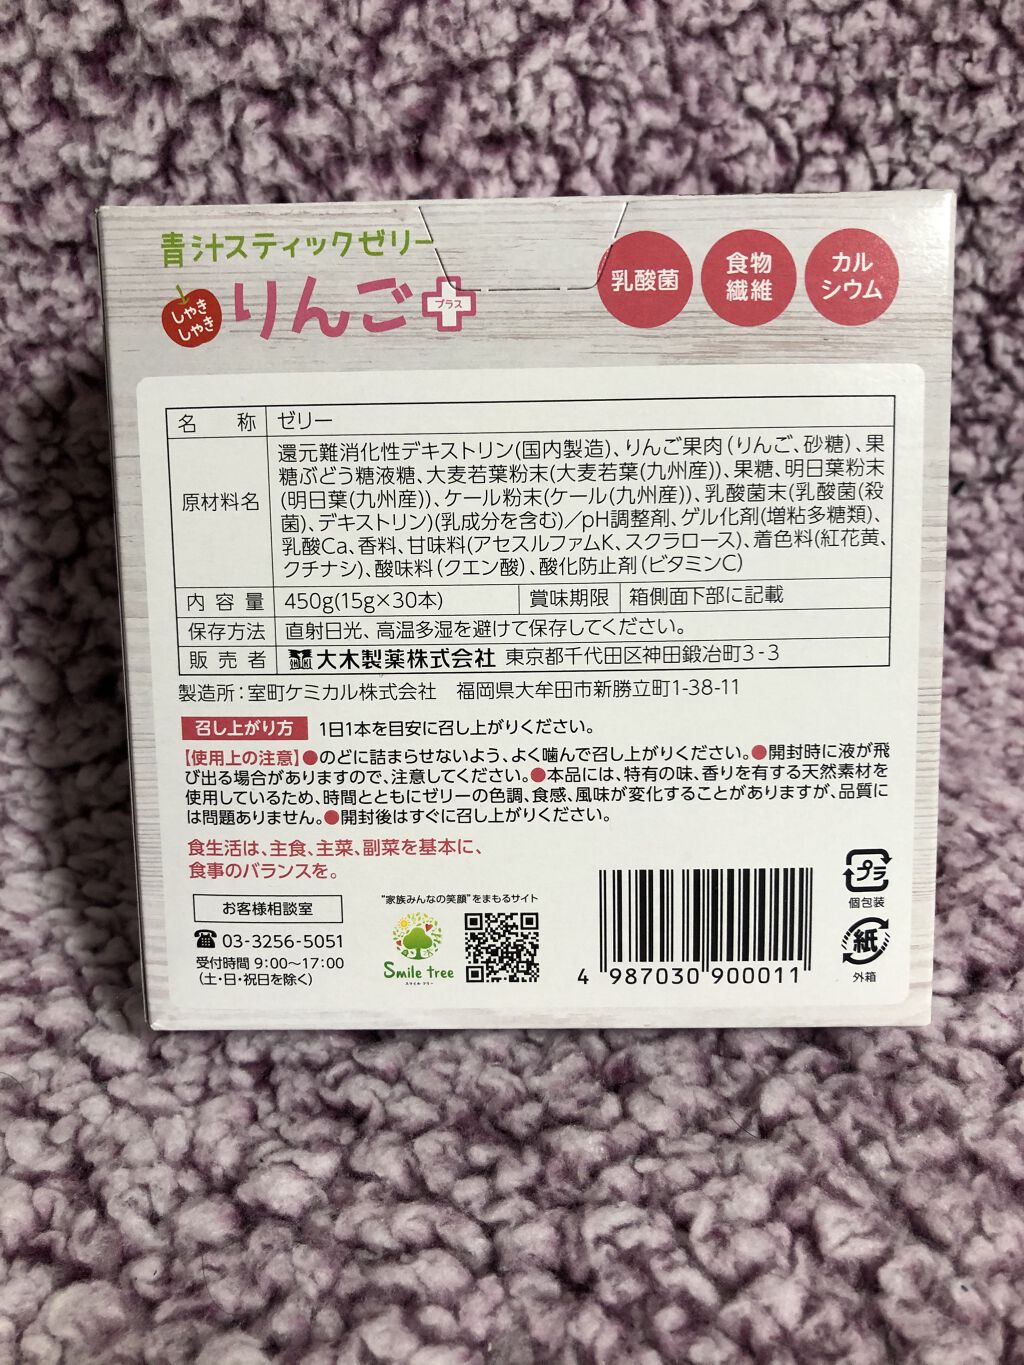 青汁スティックゼリー
しゃき
しゃき
りんご
プラス
乳酸菌
食物
繊維
カル
シウム
名称 ゼリー
原材料名
還元難消化性デキストリン(国内製造)、りんご果肉(りんご、砂糖)、果
糖ぶどう糖液糖、大麦若葉粉末(大麦若葉(九州産))、果糖、明日葉粉末
(明日葉(九州産))、ケール粉末(ケール(九州産))、乳酸菌末(乳酸菌(殺
菌)、デキストリン)(乳成分を含む)／pH調整剤、ゲル化剤(増粘多糖類)、
乳酸Ca、香料、甘味料(アセスルファムK、スクラロース)、着色料(紅花黄、
クチナシ)、酸味料(クエン酸)、酸化防止剤(ビタミンC)
内容量 450g(15g×30本) 賞味期限 箱側面下部に記載
保存方法 直射日光、高温多湿を避けて保存してください。
販売者 大木製薬株式会社 東京都千代田区神田鍛冶町3-3
製造所：室町ケミカル株式会社 福岡県大牟田市新勝立町1-38-11
召し上がり方 1日1本を目安に召し上がりください。
【使用上の注意】●のどに詰まらせないよう、よく噛んで召し上がりください。●開封時に液が飛
び出る場合がありますので、注意してください。●本品には、特有の味、香りを有する天然素材を
使用しているため、時間とともにゼリーの色調、食感、風味が変化することがありますが、品質に
は問題ありません。●開封後はすぐに召し上がりください。
食生活は、主食、主菜、副菜を基本に、
食事のバランスを。
お客様相談室
03-3256-5051
受付時間 9:00〜17:00
(土・日・祝日を除く)
"家族みんなの笑顔"をまもるサイト
Smile tree
スマイル・ツリー
4 987030 900011
プラ
個包装
紙
外箱